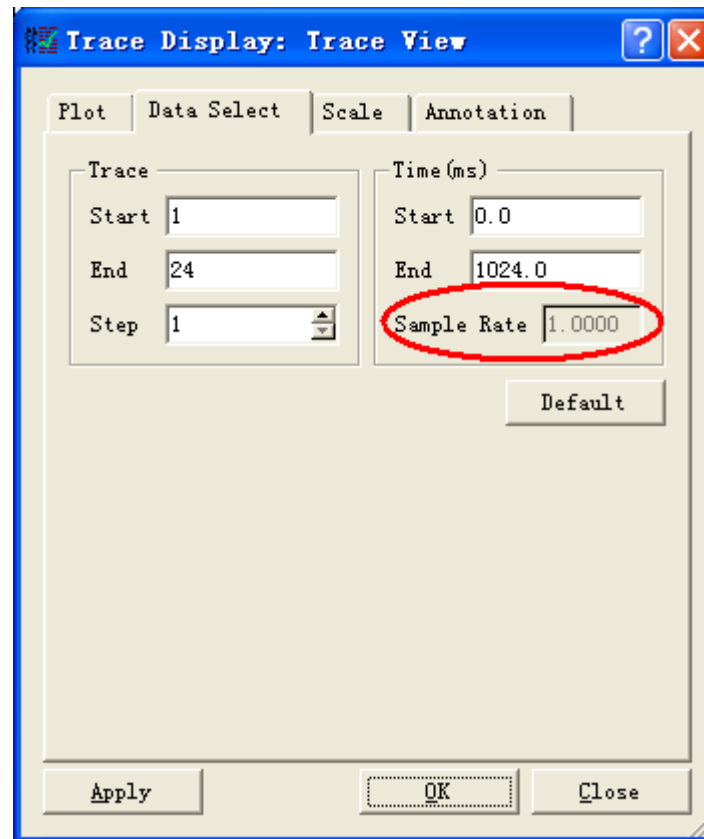 Trace Display: Trace View
Plot Data Select Scale Annotation
Trace
Start 1
End 24
Step 1
Time(ms)
Start 0.0
End 1024.0
Sample Rate 1.0000
Default
Apply OK Close